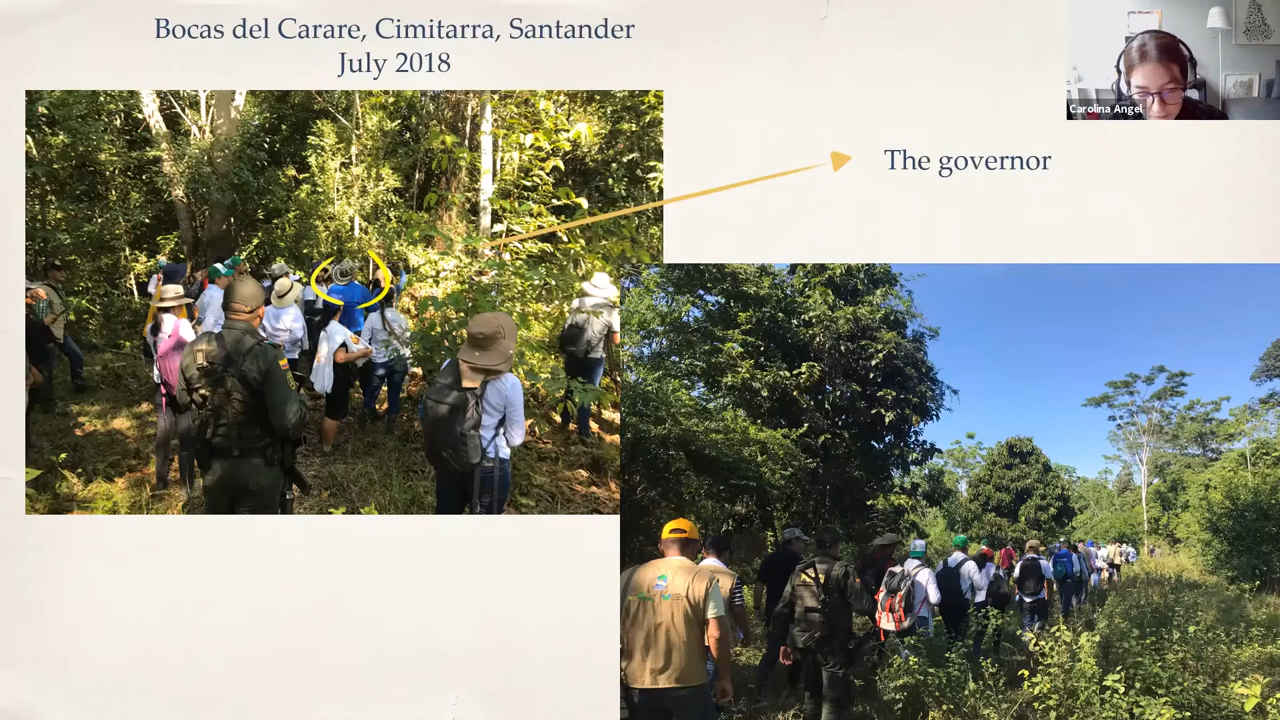 Bocas del Carare, Cimitarra, Santander
July 2018
Carolina Angel
The governor